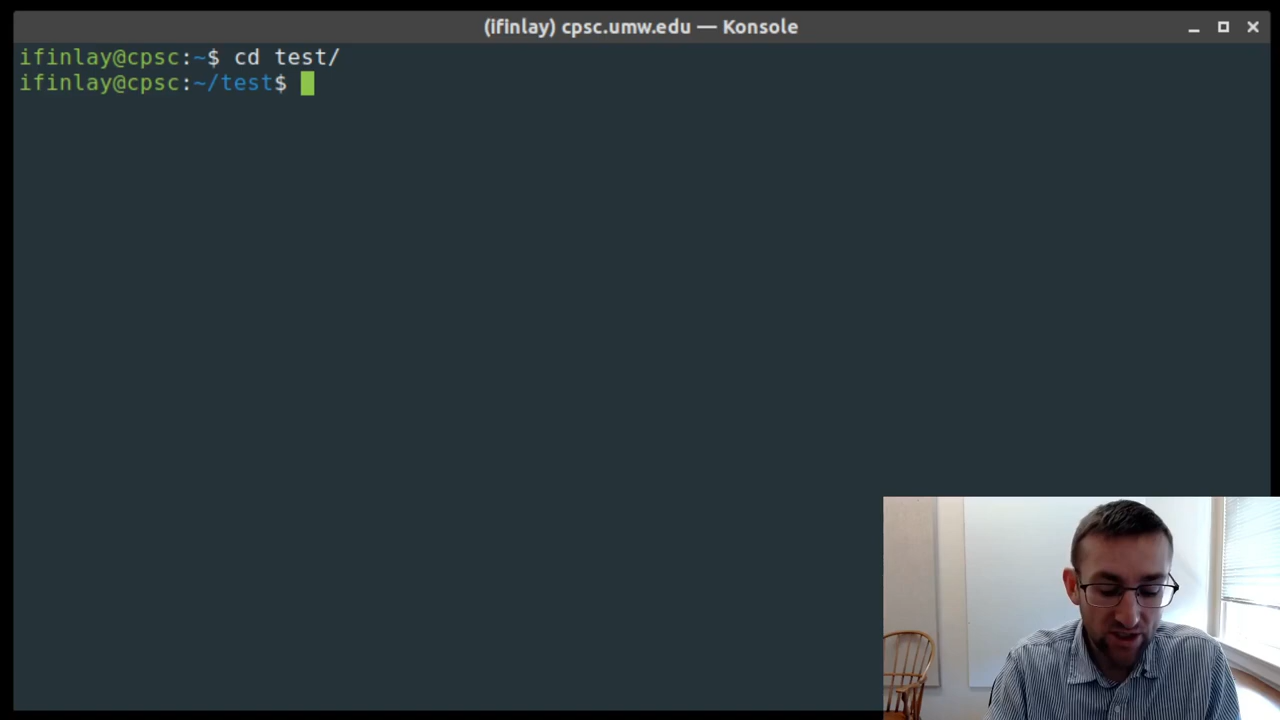 (ifinlay) cpsc.umw.edu — Konsole
ifinlay@cpsc:~$ cd test/
ifinlay@cpsc:~/test$